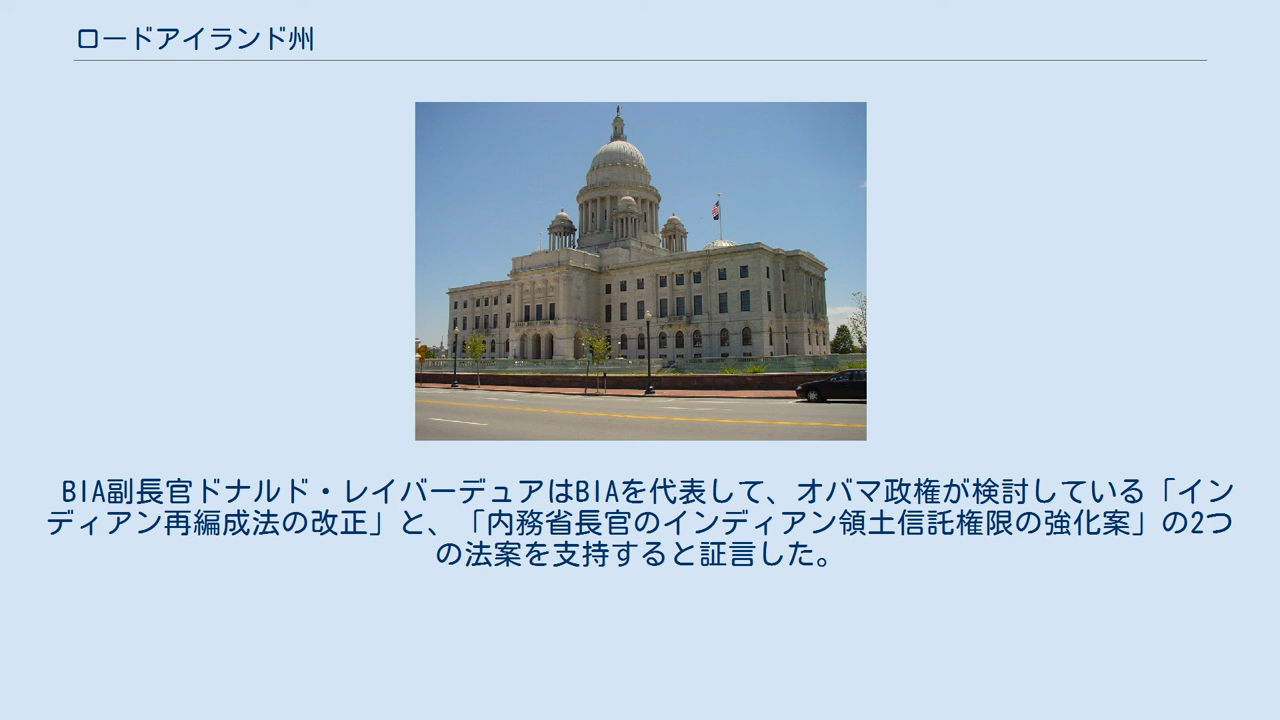 ロードアイランド州
BIA副長官ドナルド・レイバーデュアはBIAを代表して、オバマ政権が検討している「イン
ディアン再編成法の改正」と、「内務省長官のインディアン領土信託権限の強化案」の2つ
の法案を支持すると証言した。